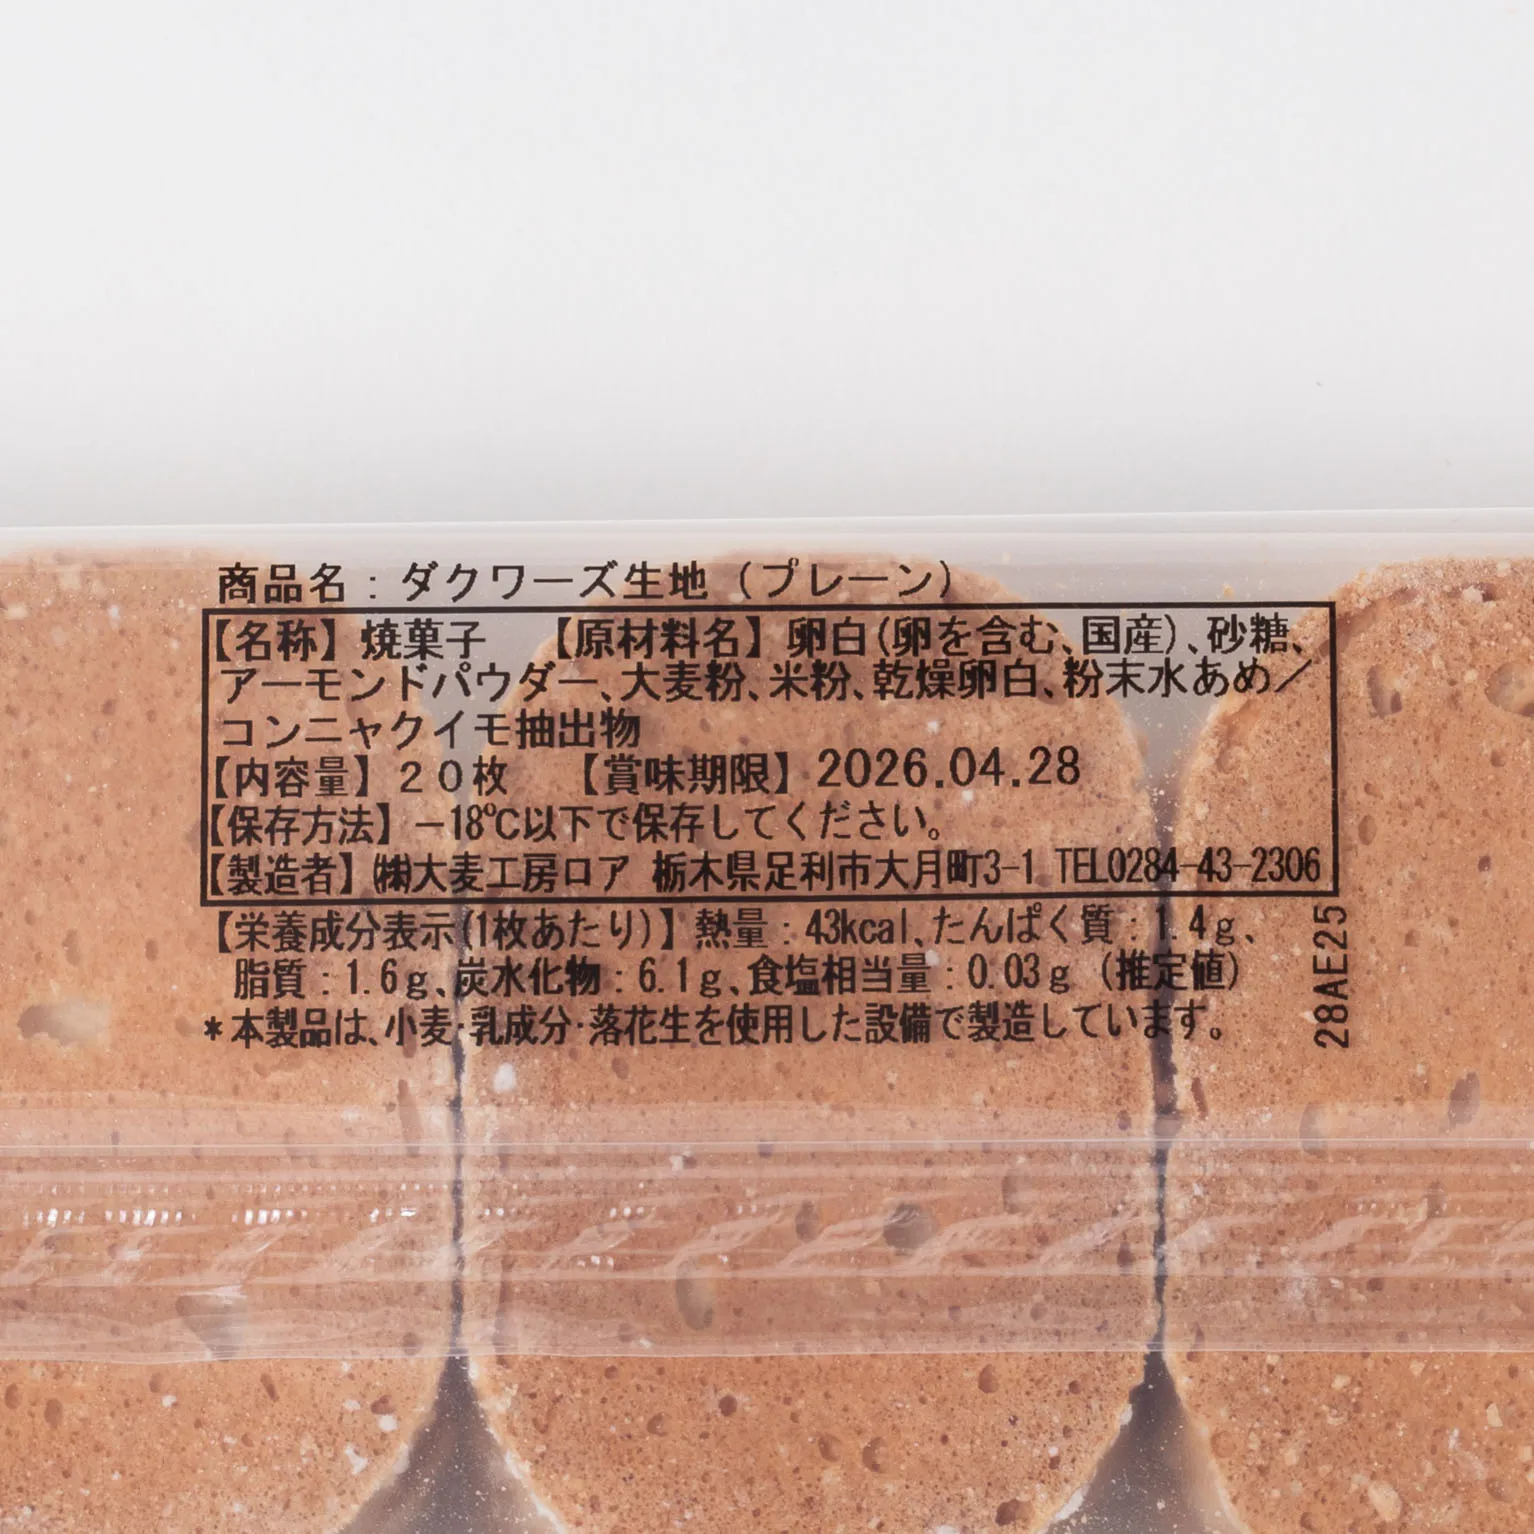 商品名：ダクワーズ生地（プレーン）
【名称】焼菓子　【原材料名】卵白(卵を含む、国産)、砂糖、
アーモンドパウダー、大麦粉、米粉、乾燥卵白、粉末水あめ／
コンニャクイモ抽出物
【内容量】２０枚　【賞味期限】2026.04.28
【保存方法】－18℃以下で保存してください。
【製造者】㈱大麦工房ロア 栃木県足利市大月町3-1 TEL0284-43-2306
【栄養成分表示(1枚あたり)】熱量：43kcal、たんぱく質：1.4ｇ、
脂質：1.6ｇ、炭水化物：6.1ｇ、食塩相当量：0.03ｇ（推定値）
＊本製品は、小麦・乳成分・落花生を使用した設備で製造しています。
28AE25